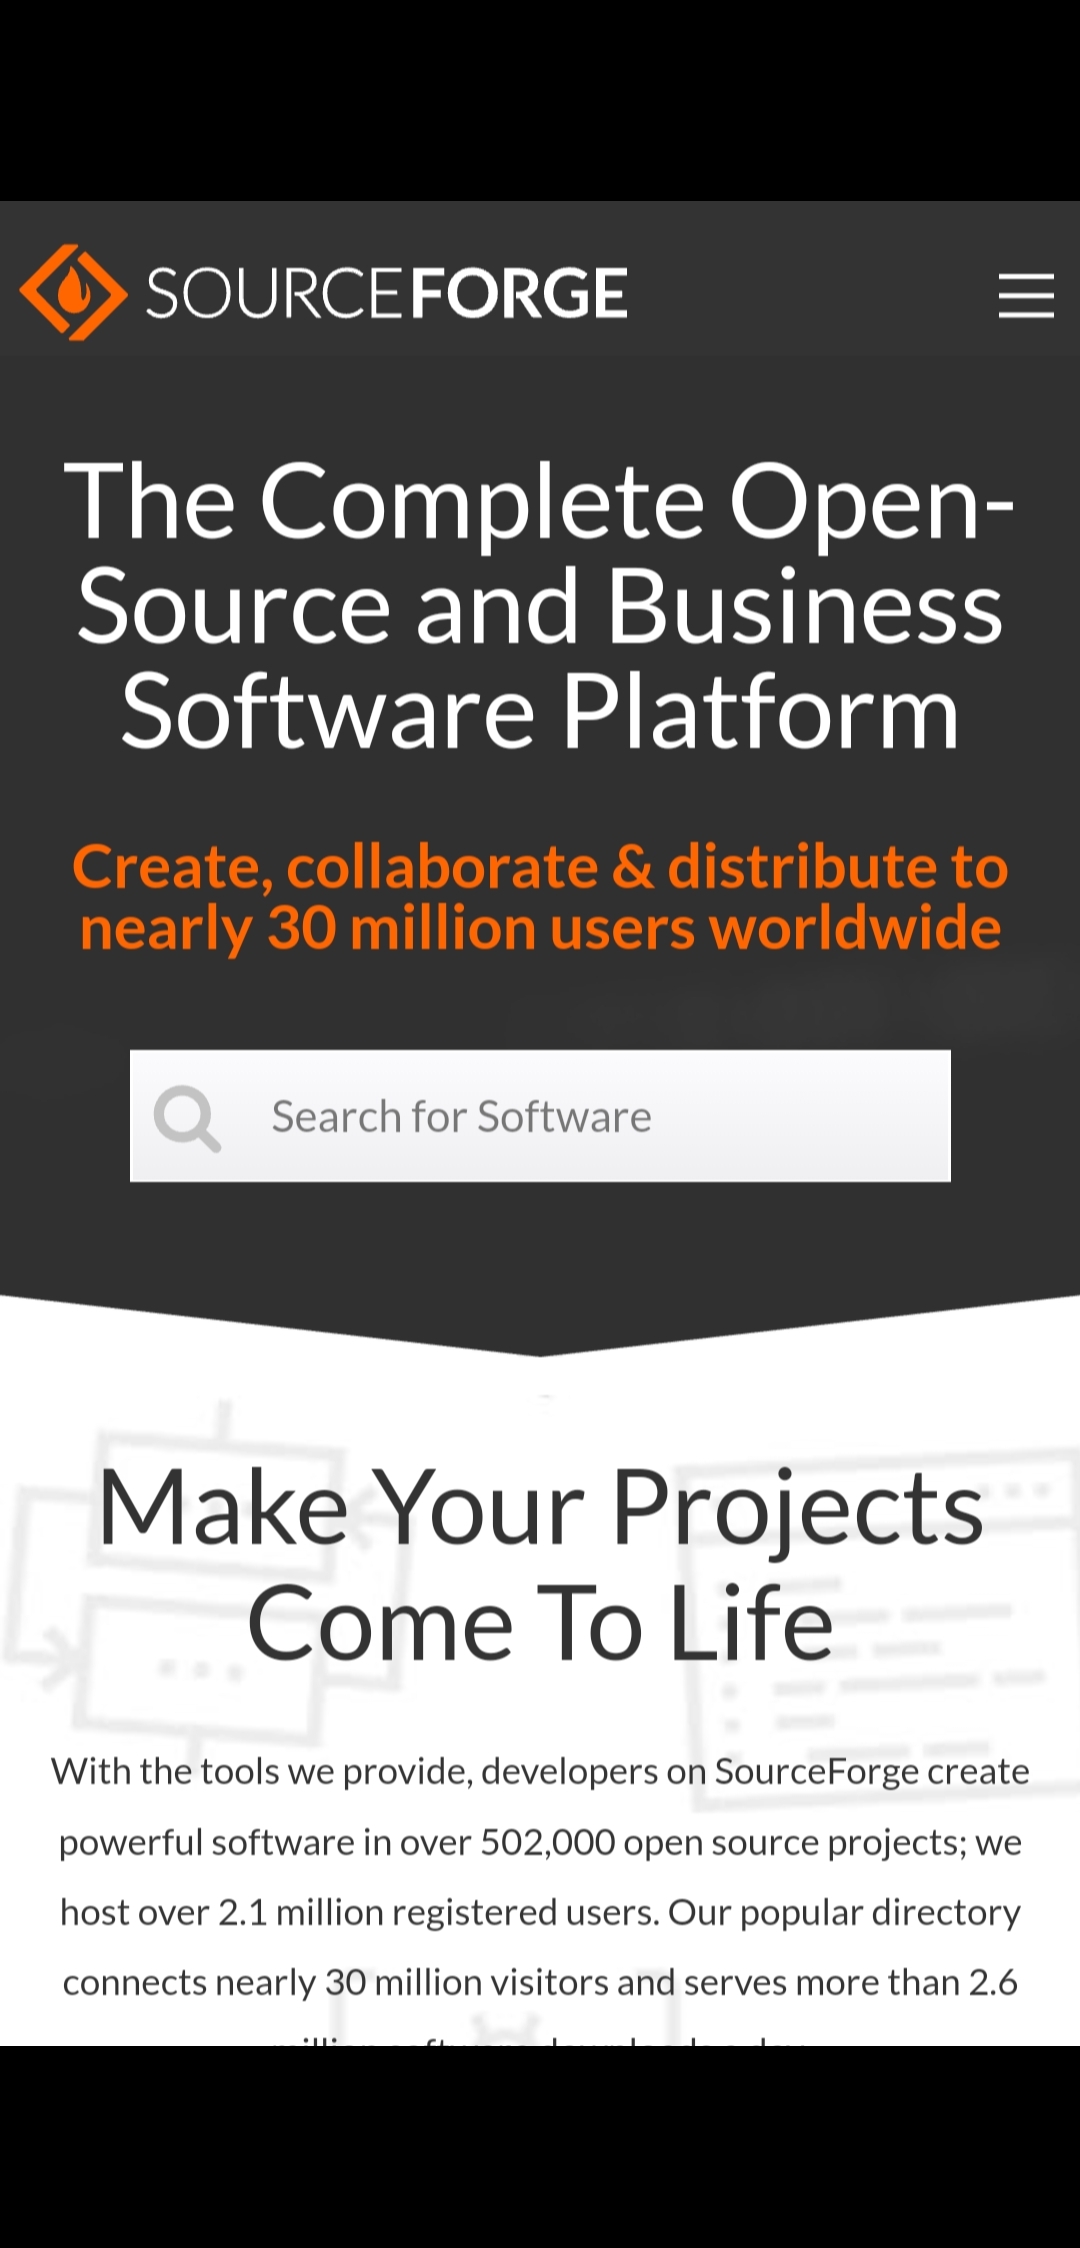 SOURCEFORGE
The Complete Open-
Source and Business
Software Platform
Create, collaborate & distribute to
nearly 30 million users worldwide
Search for Software
Make Your Projects
Come To Life
With the tools we provide, developers on SourceForge create
powerful software in over 502,000 open source projects; we
host over 2.1 million registered users. Our popular directory
connects nearly 30 million visitors and serves more than 2.6